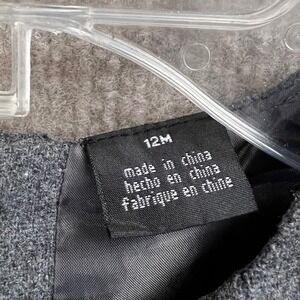 12M
made in china
hecho en china
fabrique en chine